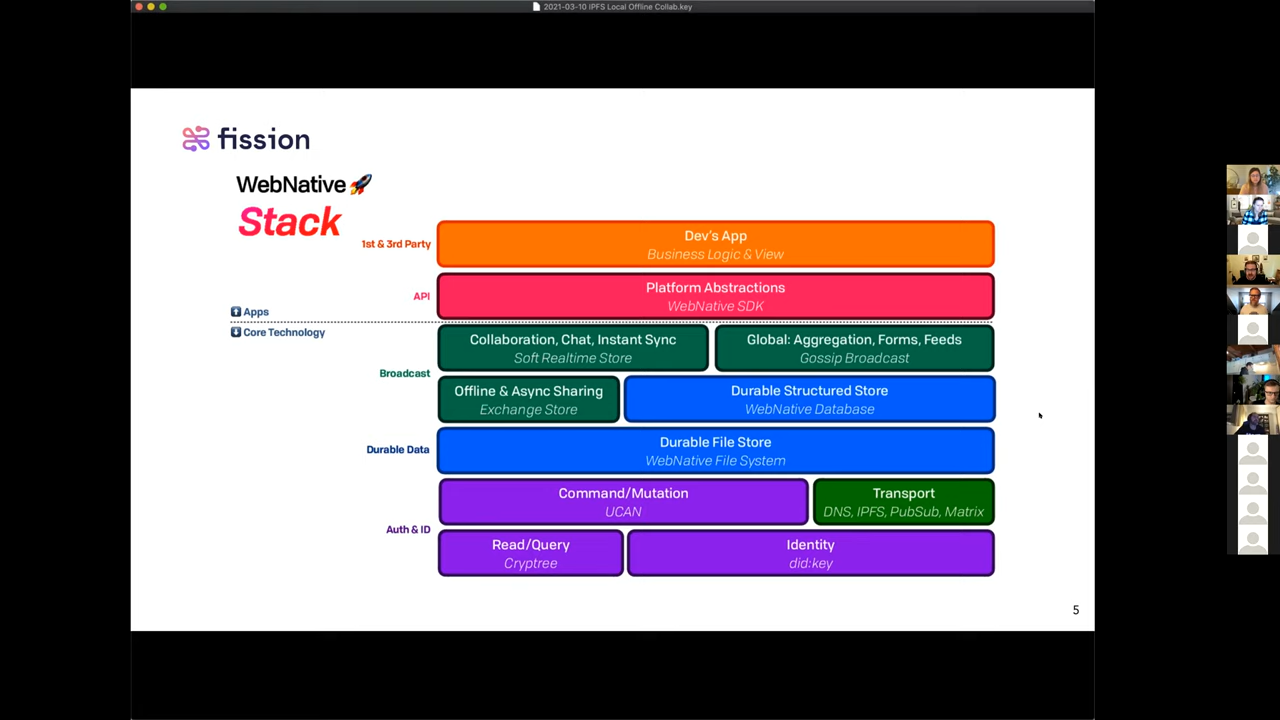 2021-03-10 IPFS Local Offline Collab.key
fission
WebNative 🚀
Stack
1st & 3rd Party
Dev's App
Business Logic & View
API
Platform Abstractions
WebNative SDK
Apps
Core Technology
Broadcast
Collaboration, Chat, Instant Sync
Soft Realtime Store
Global: Aggregation, Forms, Feeds
Gossip Broadcast
Offline & Async Sharing
Exchange Store
Durable Structured Store
WebNative Database
Durable Data
Durable File Store
WebNative File System
Auth & ID
Command/Mutation
UCAN
Transport
DNS, IPFS, PubSub, Matrix
Read/Query
Cryptree
Identity
did:key
5